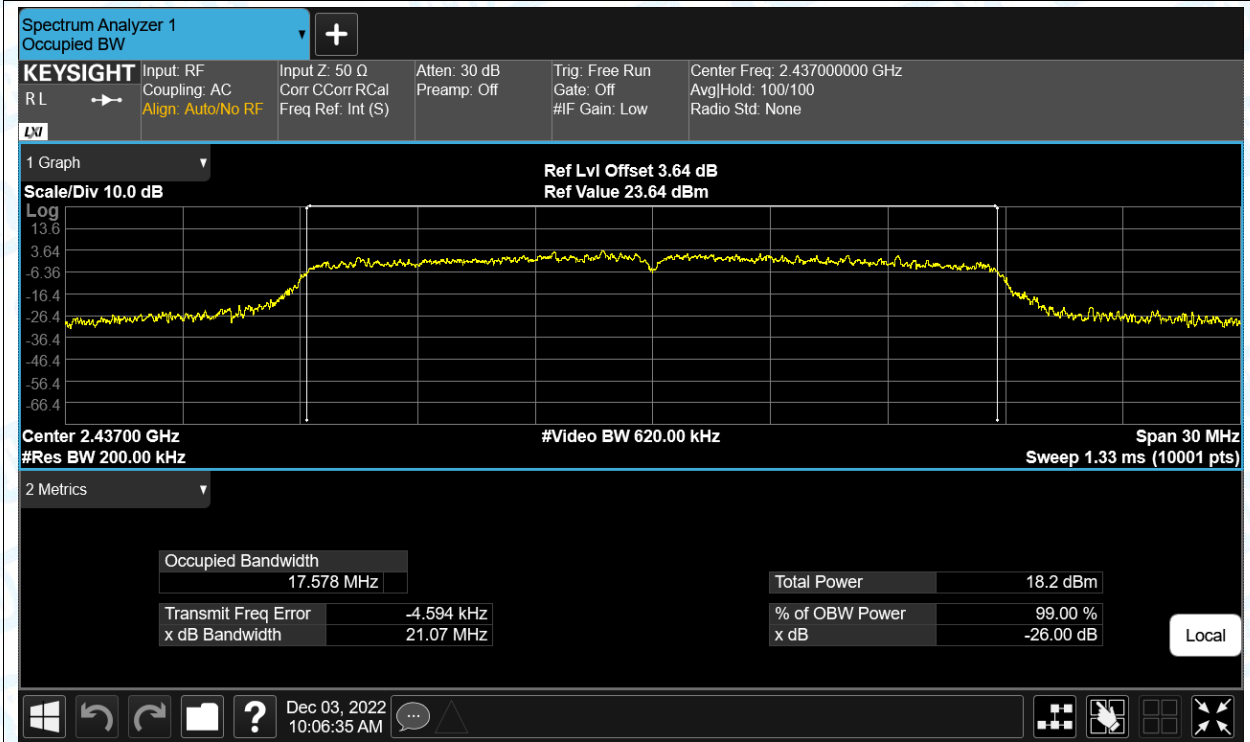 Spectrum Analyzer 1
Occupied BW
KEYSIGHT
R L
LXI
Input: RF
Coupling: AC
Align: Auto/No RF
Input Z: 50 Ω
Corr CCorr RCal
Freq Ref: Int (S)
Atten: 30 dB
Preamp: Off
Trig: Free Run
Gate: Off
#IF Gain: Low
Center Freq: 2.437000000 GHz
Avg|Hold: 100/100
Radio Std: None
1 Graph
Scale/Div 10.0 dB
Ref Lvl Offset 3.64 dB
Ref Value 23.64 dBm
Log
13.6
3.64
-6.36
-16.4
-26.4
-36.4
-46.4
-56.4
-66.4
Center 2.43700 GHz
#Video BW 620.00 kHz
Span 30 MHz
#Res BW 200.00 kHz
Sweep 1.33 ms (10001 pts)
2 Metrics
Occupied Bandwidth
17.578 MHz
Transmit Freq Error -4.594 kHz
x dB Bandwidth 21.07 MHz
Total Power 18.2 dBm
% of OBW Power 99.00 %
x dB -26.00 dB
Local
?
Dec 03, 2022
10:06:35 AM